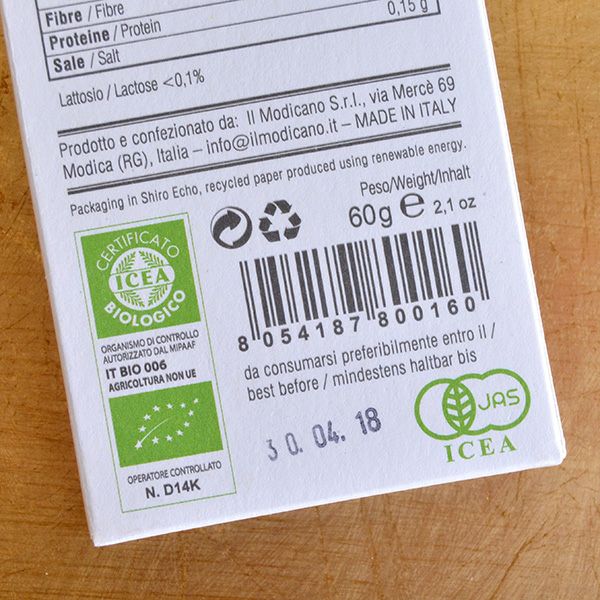 Fibre / Fibre
Proteine / Protein
0,15 g
Sale / Salt
Lattosio / Lactose <0,1%
Prodotto e confezionato da: Il Modicano S.r.l., via Mercè 69
Modica (RG), Italia – info@ilmodicano.it – MADE IN ITALY
Packaging in Shiro Echo, recycled paper produced using renewable energy.
Peso/Weight/Inhalt
60g e 2,1 oz
CERTIFICATO
ICEA
BIOLOGICO
8 054187 800160
ORGANISMO DI CONTROLLO
AUTORIZZATO DAL MIPAAF
IT BIO 006
AGRICOLTURA NON UE
da consumarsi preferibilmente entro il /
best before / mindestens haltbar bis
30. 04. 18
JAS
ICEA
OPERATORE CONTROLLATO
N. D14K